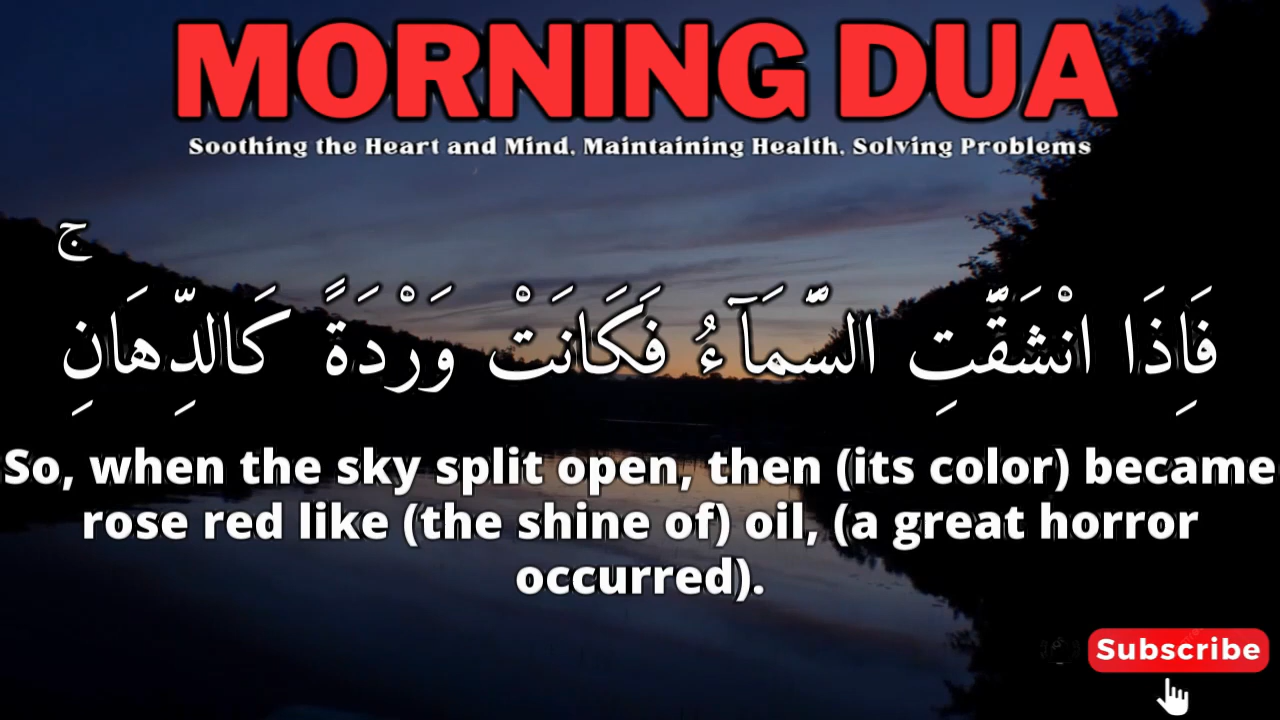 MORNING DUA
Soothing the Heart and Mind, Maintaining Health, Solving Problems
فَاِذَا انْشَقَّتِ السَّمَاۤءُ فَكَانَتْ وَرْدَةً كَالدِّهَانِۚ
So, when the sky split open, then (its color) became
rose red like (the shine of) oil, (a great horror
occurred).
Subscribe